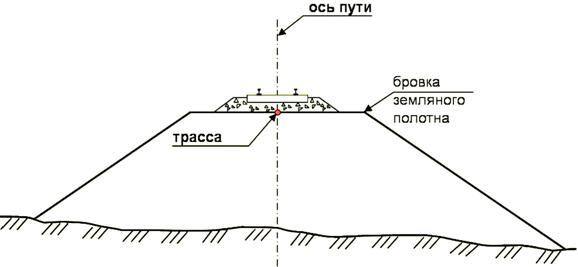 ось пути
бровка
земляного
полотна
трасса